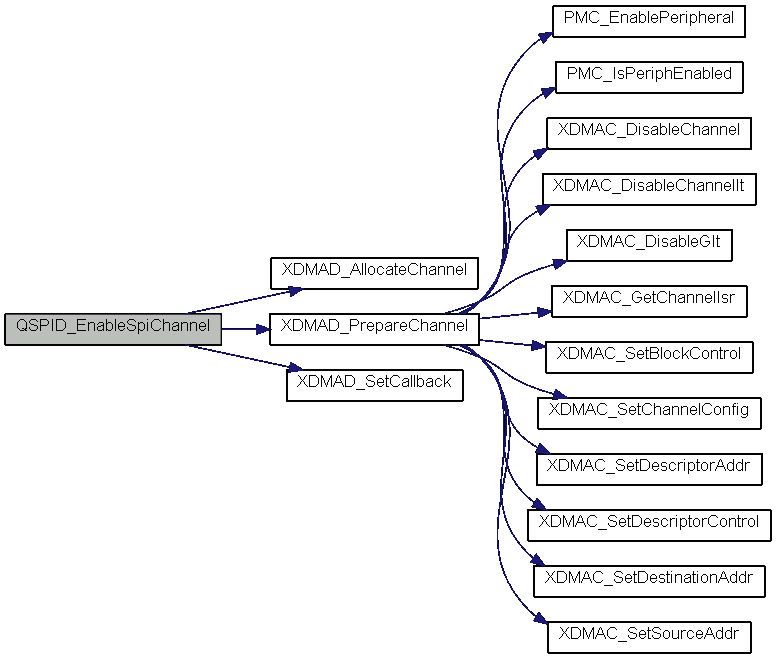 QSPID_EnableSpiChannel
XDMAD_AllocateChannel
XDMAD_PrepareChannel
XDMAD_SetCallback
PMC_EnablePeripheral
PMC_IsPeriphEnabled
XDMAC_DisableChannel
XDMAC_DisableChannelIt
XDMAC_DisableGIt
XDMAC_GetChannelIsr
XDMAC_SetBlockControl
XDMAC_SetChannelConfig
XDMAC_SetDescriptorAddr
XDMAC_SetDescriptorControl
XDMAC_SetDestinationAddr
XDMAC_SetSourceAddr